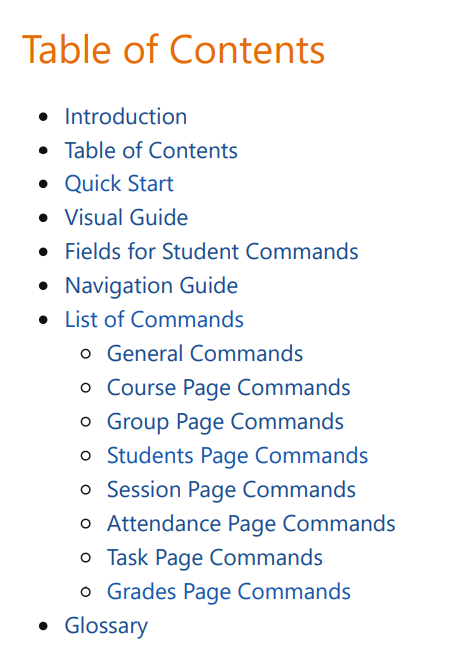 Table of Contents
Introduction
Table of Contents
Quick Start
Visual Guide
Fields for Student Commands
Navigation Guide
List of Commands
General Commands
Course Page Commands
Group Page Commands
Students Page Commands
Session Page Commands
Attendance Page Commands
Task Page Commands
Grades Page Commands
Glossary